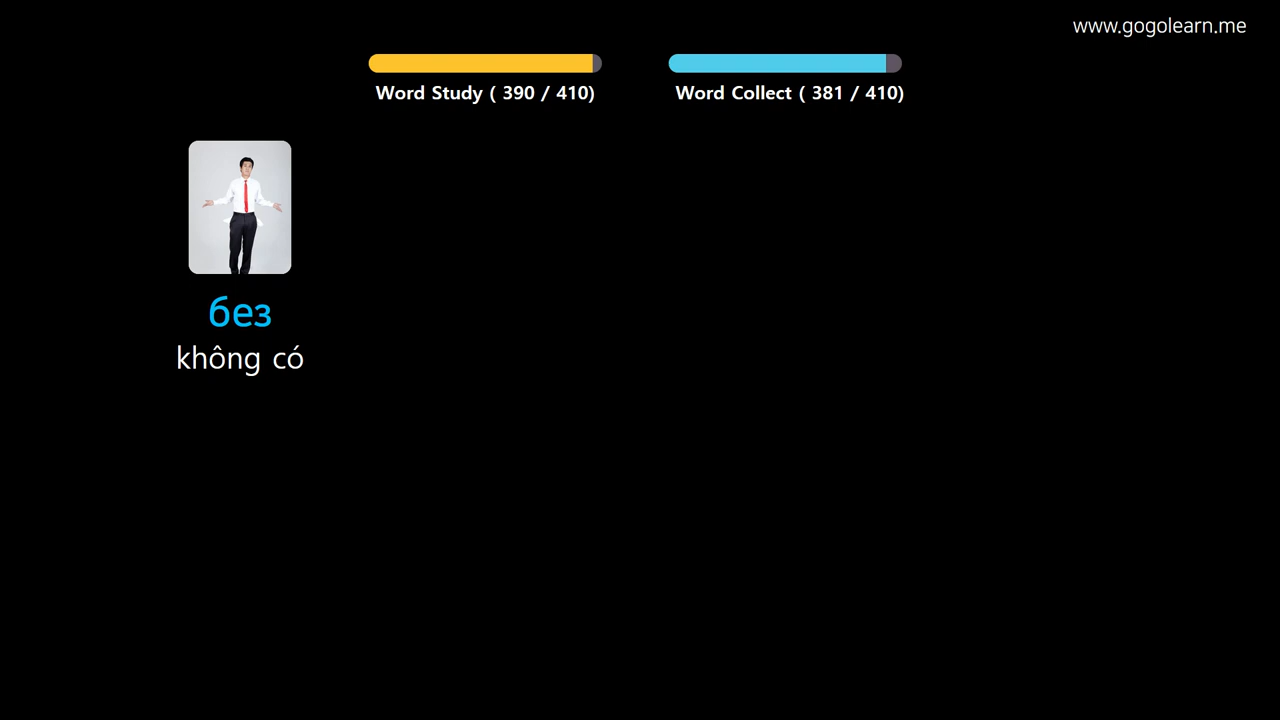 www.gogolearn.me
Word Study ( 390 / 410)
Word Collect ( 381 / 410)
без
không có